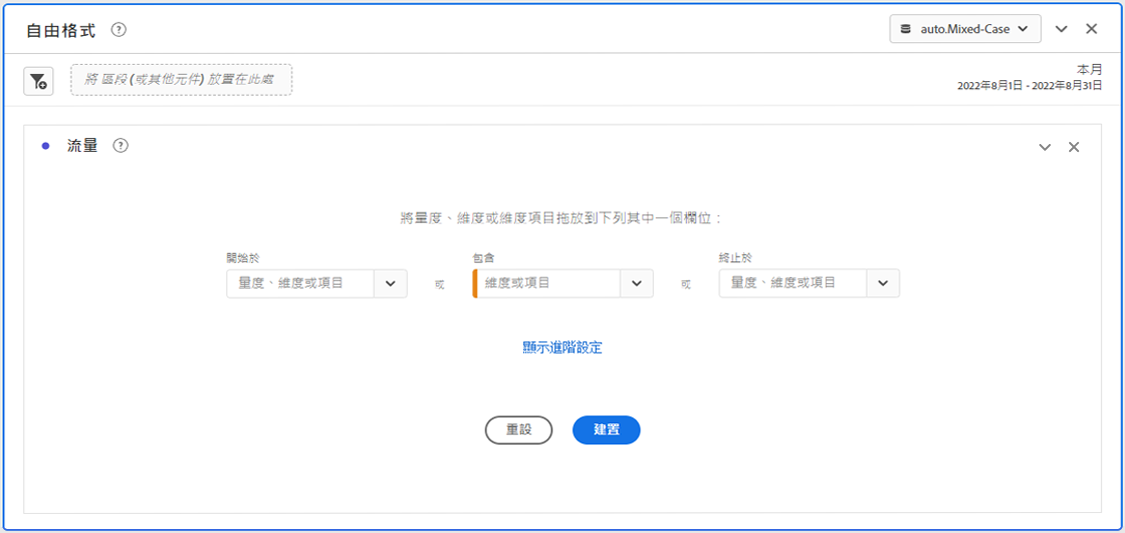 自由格式
auto.Mixed-Case
將 區段 (或其他元件) 放置在此處
本月
2022年8月1日 - 2022年8月31日
流量
將量度、維度或維度項目拖放到下列其中一個欄位：
開始於 包含 終止於
量度、維度或項目 或 維度或項目 或 量度、維度或項目
顯示進階設定
重設 建置